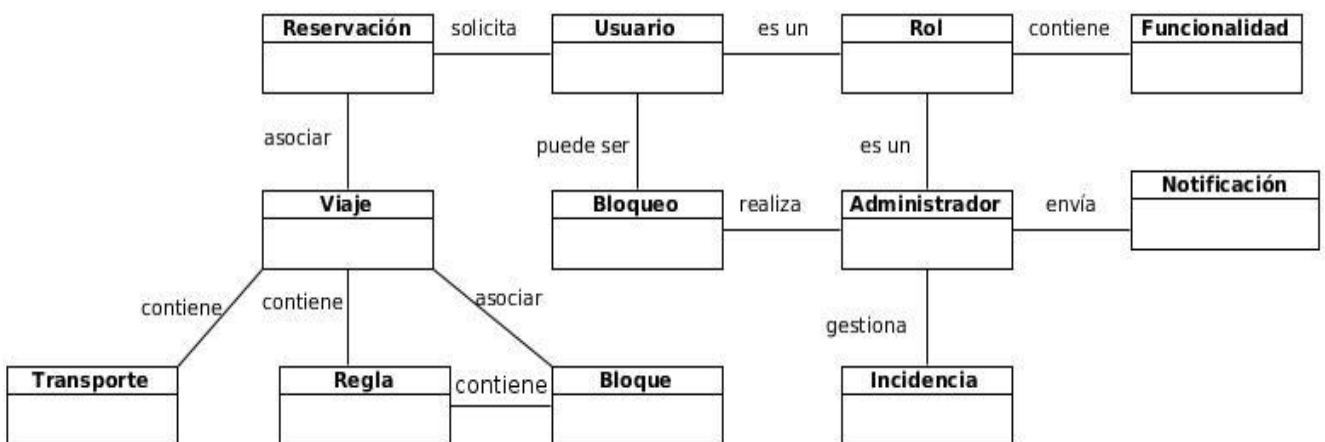 Reservación
solicita
Usuario
es un
Rol
contiene
Funcionalidad
asociar
puede ser
es un
Viaje
Bloqueo
realiza
Administrador
envía
Notificación
contiene
contiene
asociar
gestiona
Transporte
Regla
contiene
Bloque
Incidencia